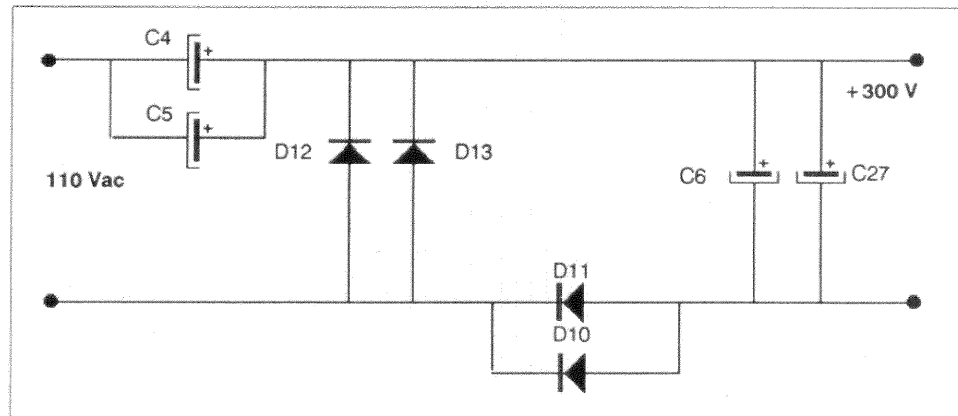 C4
+
+300 V
C5
+
D12
D13
110 Vac
C6
+
+
C27
D11
D10